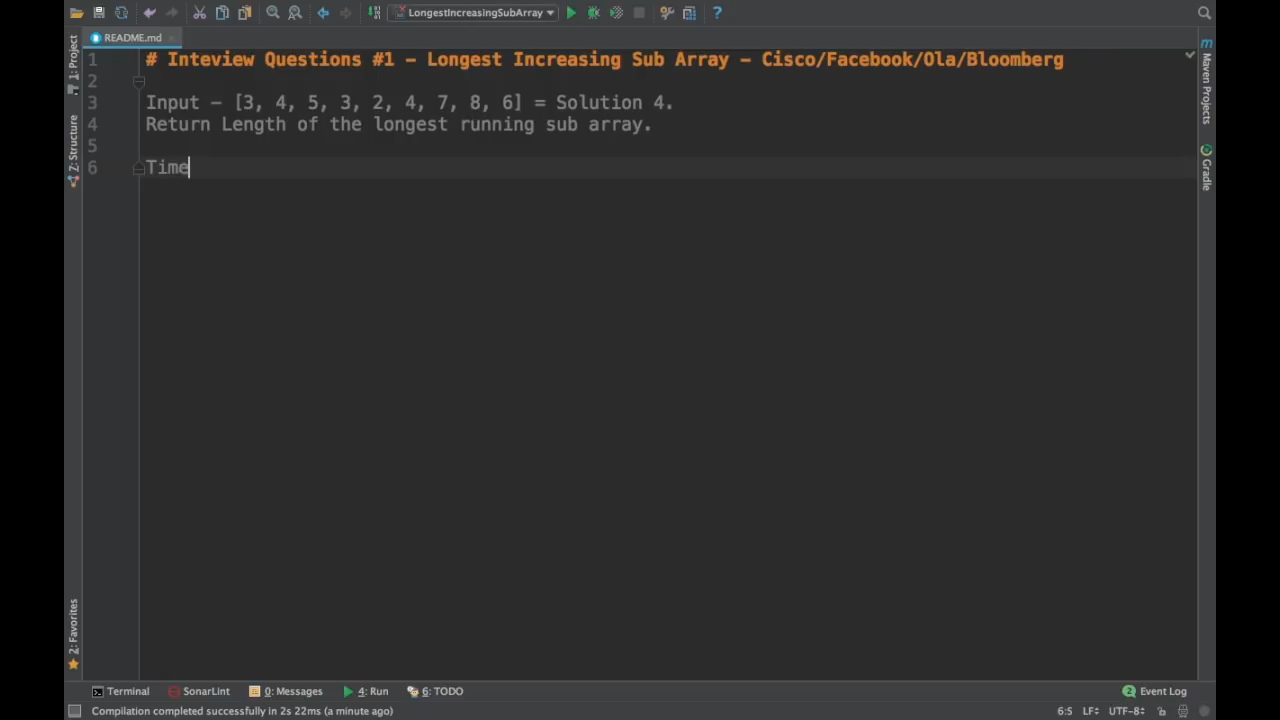 LongestIncreasingSubArray
README.md
1: Project
Z: Structure
2: Favorites
Maven Projects
Gradle
1 # Inteview Questions #1 - Longest Increasing Sub Array - Cisco/Facebook/Ola/Bloomberg
2
3 Input - [3, 4, 5, 3, 2, 4, 7, 8, 6] = Solution 4.
4 Return Length of the longest running sub array.
5
6 Time
Terminal SonarLint 0: Messages 4: Run 6: TODO 2 Event Log
Compilation completed successfully in 2s 22ms (a minute ago) 6:5 LF UTF-8